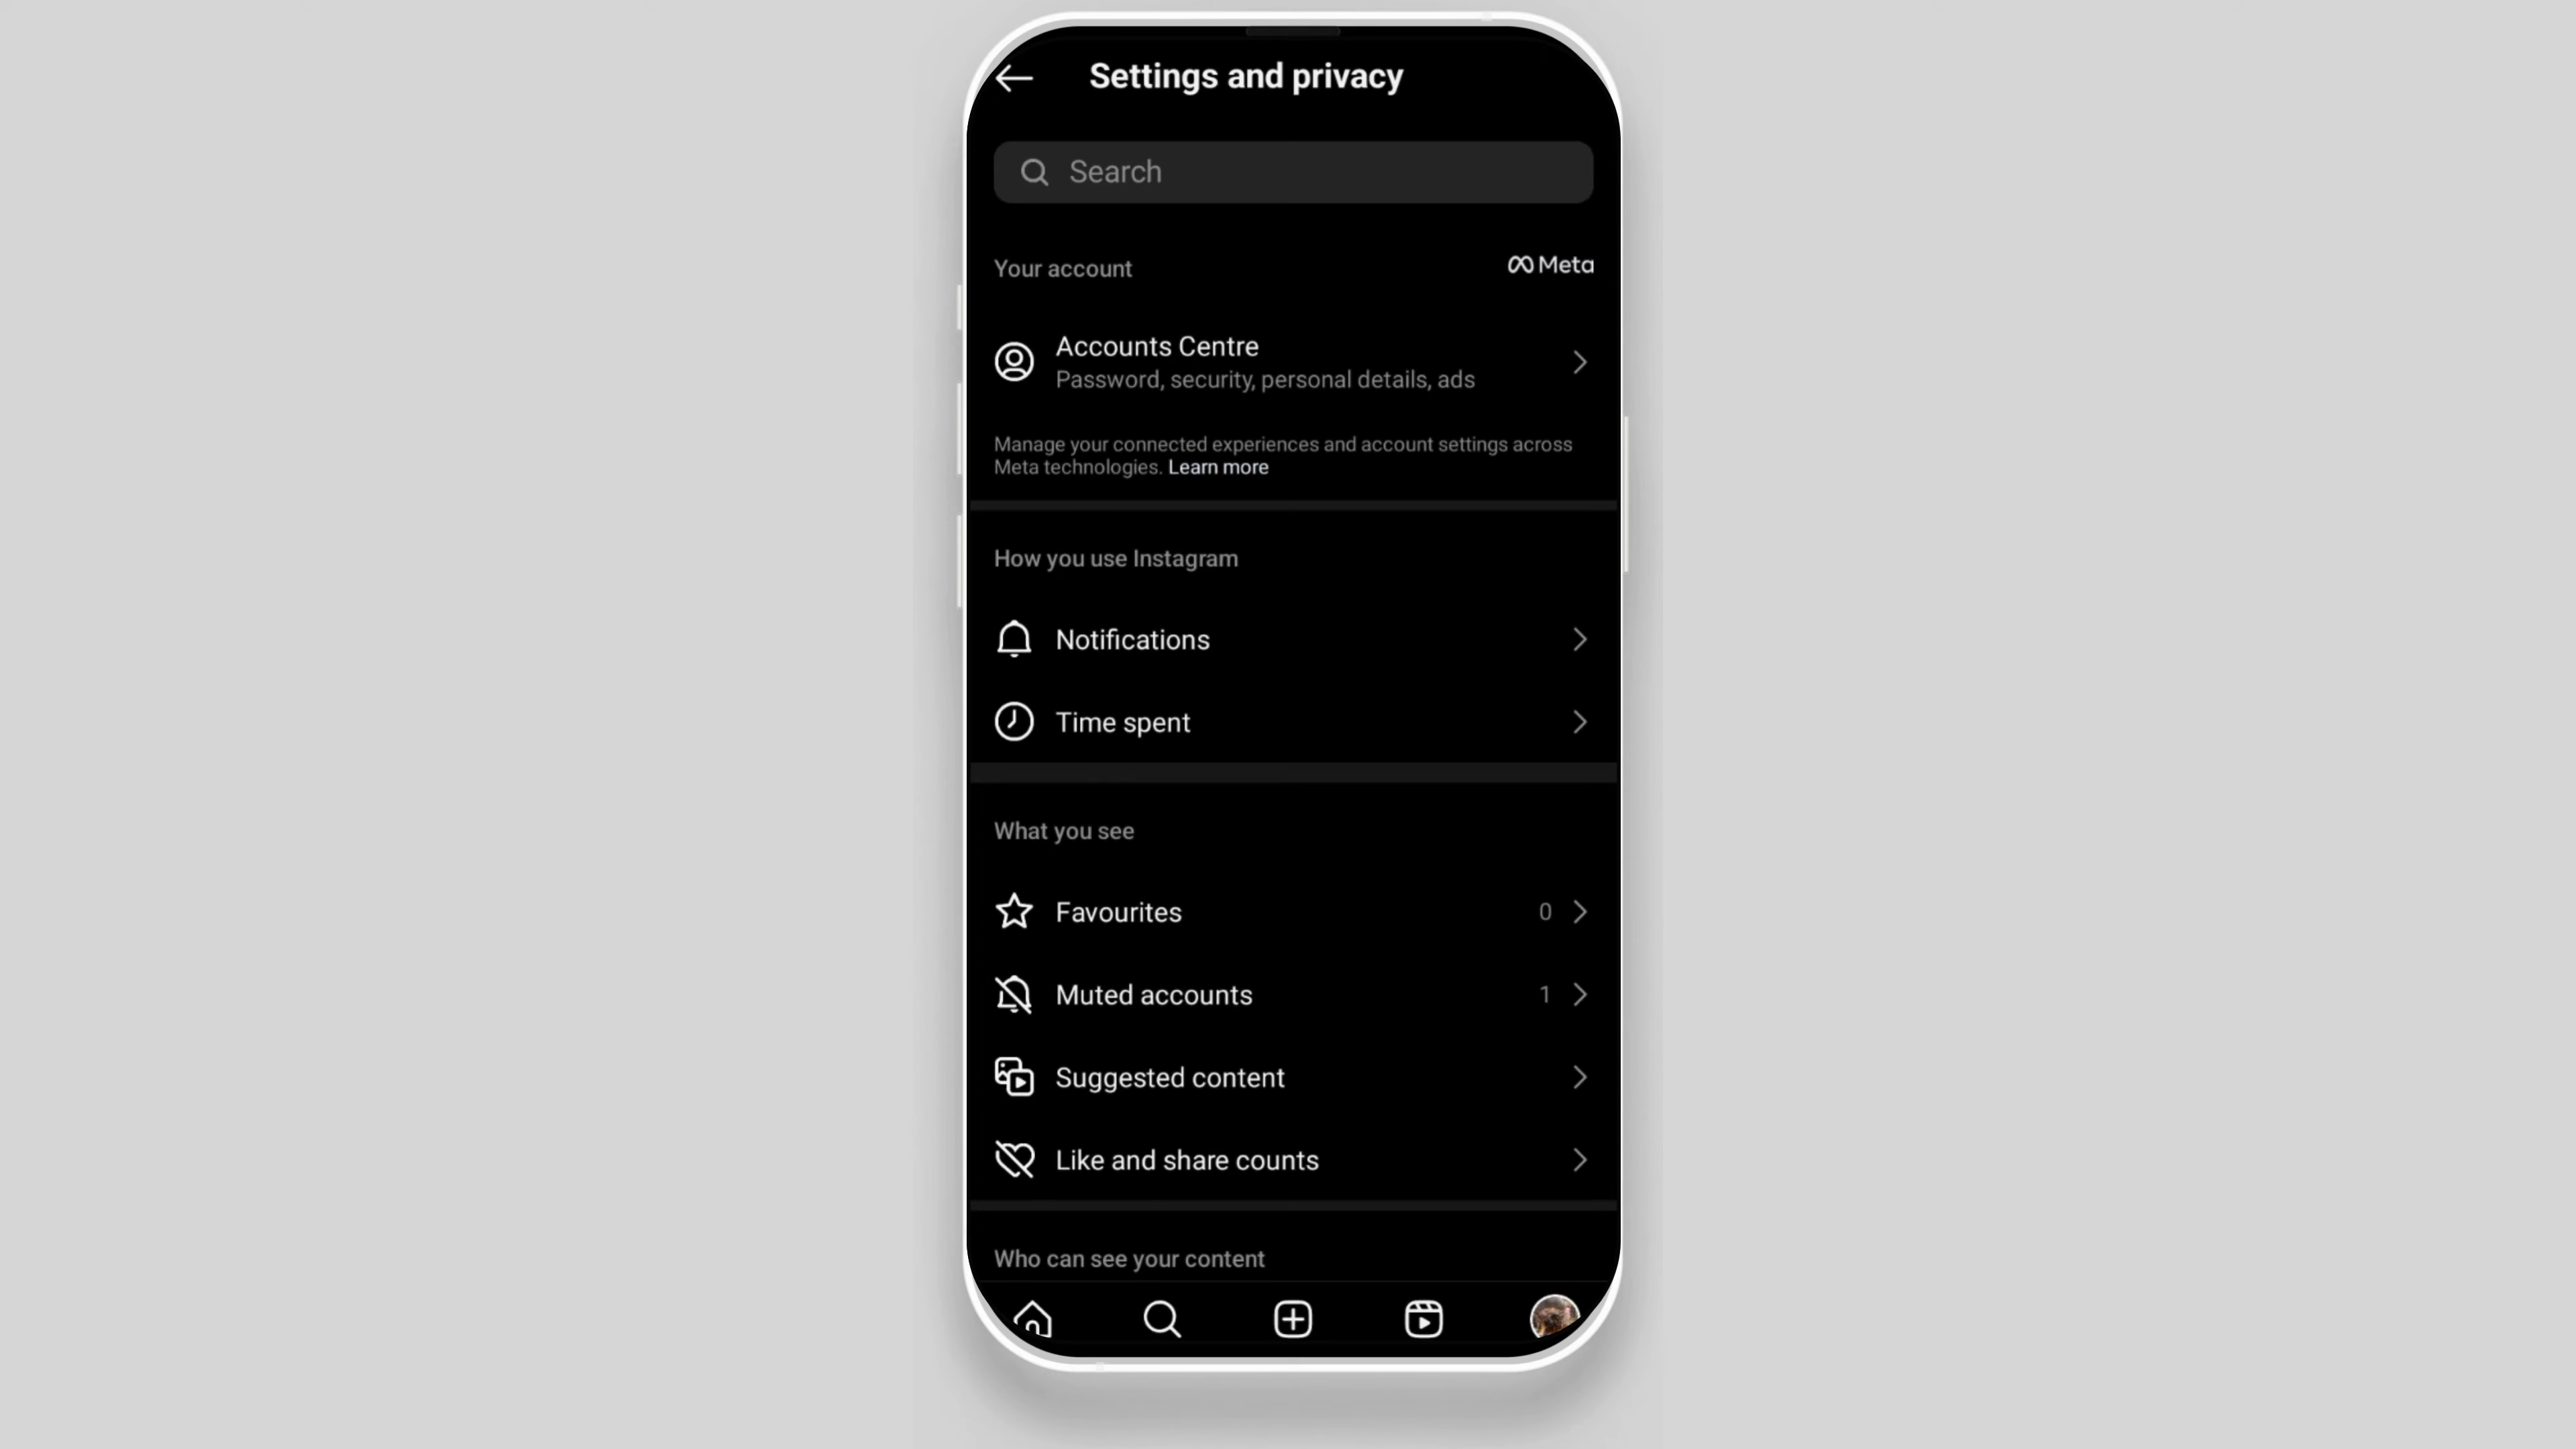 Settings and privacy
Search
Your account
Meta
Accounts Centre
Password, security, personal details, ads
Manage your connected experiences and account settings across
Meta technologies. Learn more
How you use Instagram
Notifications
Time spent
What you see
Favourites 0
Muted accounts 1
Suggested content
Like and share counts
Who can see your content